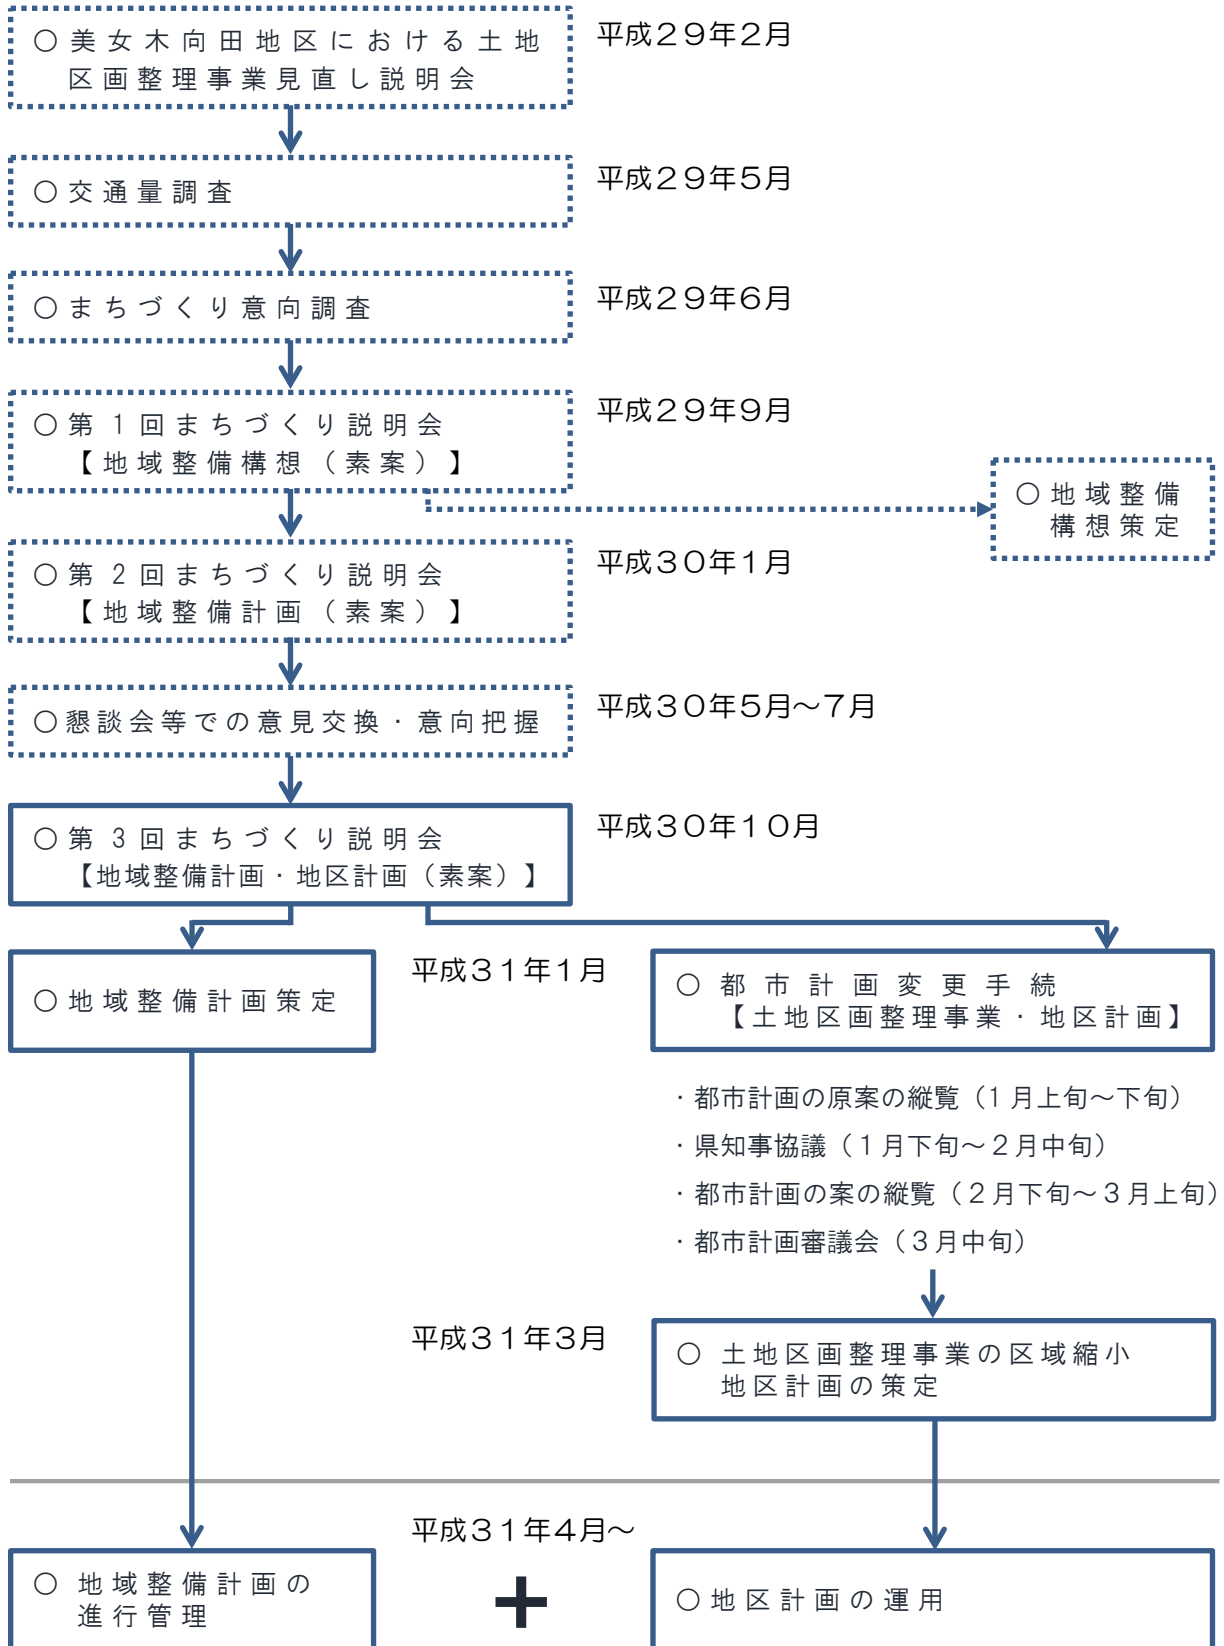 ○美女木向田地区における土地
区画整理事業見直し説明会
平成２９年２月
○交通量調査
平成２９年５月
○まちづくり意向調査
平成２９年６月
○第１回まちづくり説明会
【地域整備構想（素案）】
平成２９年９月
○地域整備
構想策定
○第２回まちづくり説明会
【地域整備計画（素案）】
平成３０年１月
○懇談会等での意見交換・意向把握
平成３０年５月～７月
○第３回まちづくり説明会
【地域整備計画・地区計画（素案）】
平成３０年１０月
○地域整備計画策定
平成３１年１月
○都市計画変更手続
【土地区画整理事業・地区計画】
・都市計画の原案の縦覧（１月上旬～下旬）
・県知事協議（１月下旬～２月中旬）
・都市計画の案の縦覧（２月下旬～３月上旬）
・都市計画審議会（３月中旬）
平成３１年３月
○土地区画整理事業の区域縮小
地区計画の策定
平成３１年４月～
○地域整備計画の
進行管理
＋
○地区計画の運用